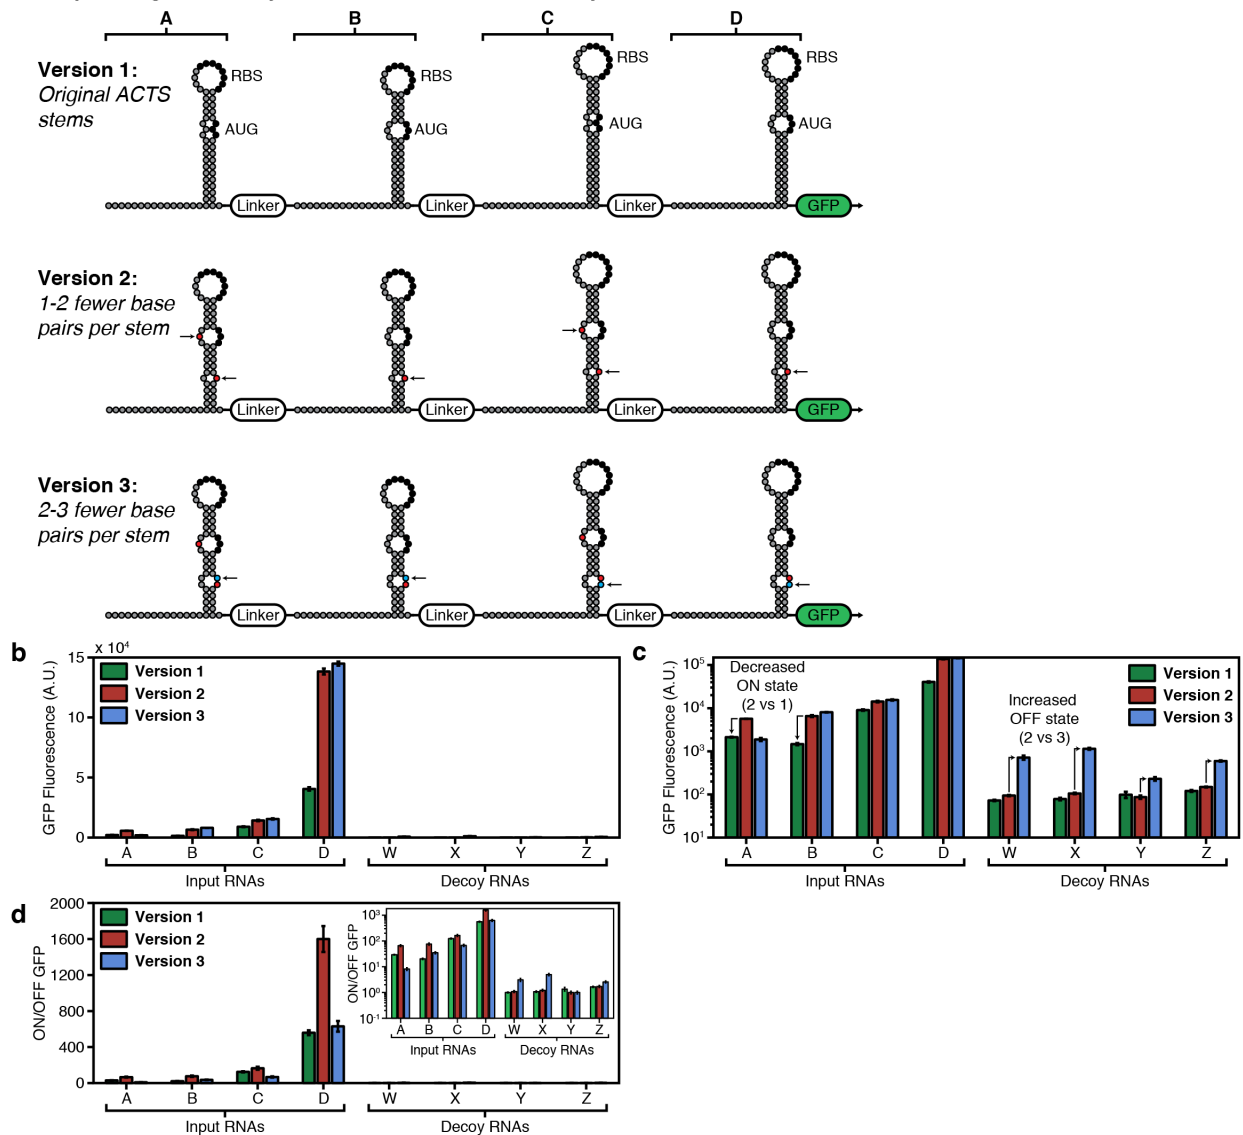 A B C D
Version 1:
Original ACTS
stems
RBS RBS RBS RBS
AUG AUG AUG AUG
Linker Linker Linker GFP
Version 2:
1-2 fewer base
pairs per stem
Linker Linker Linker GFP
Version 3:
2-3 fewer base
pairs per stem
Linker Linker Linker GFP
b
x 10⁴
GFP Fluorescence (A.U.)
15
10
5
0
Version 1
Version 2
Version 3
A B C D W X Y Z
Input RNAs Decoy RNAs
c
GFP Fluorescence (A.U.)
10⁵
10⁴
10³
10²
10¹
Decreased
ON state
(2 vs 1)
Increased
OFF state
(2 vs 3)
Version 1
Version 2
Version 3
A B C D W X Y Z
Input RNAs Decoy RNAs
d
ON/OFF GFP
2000
1600
1200
800
400
0
Version 1
Version 2
Version 3
ON/OFF GFP
10³
10²
10¹
10⁰
10⁻¹
A B C D W X Y Z
Input RNAs Decoy RNAs
A B C D W X Y Z
Input RNAs Decoy RNAs